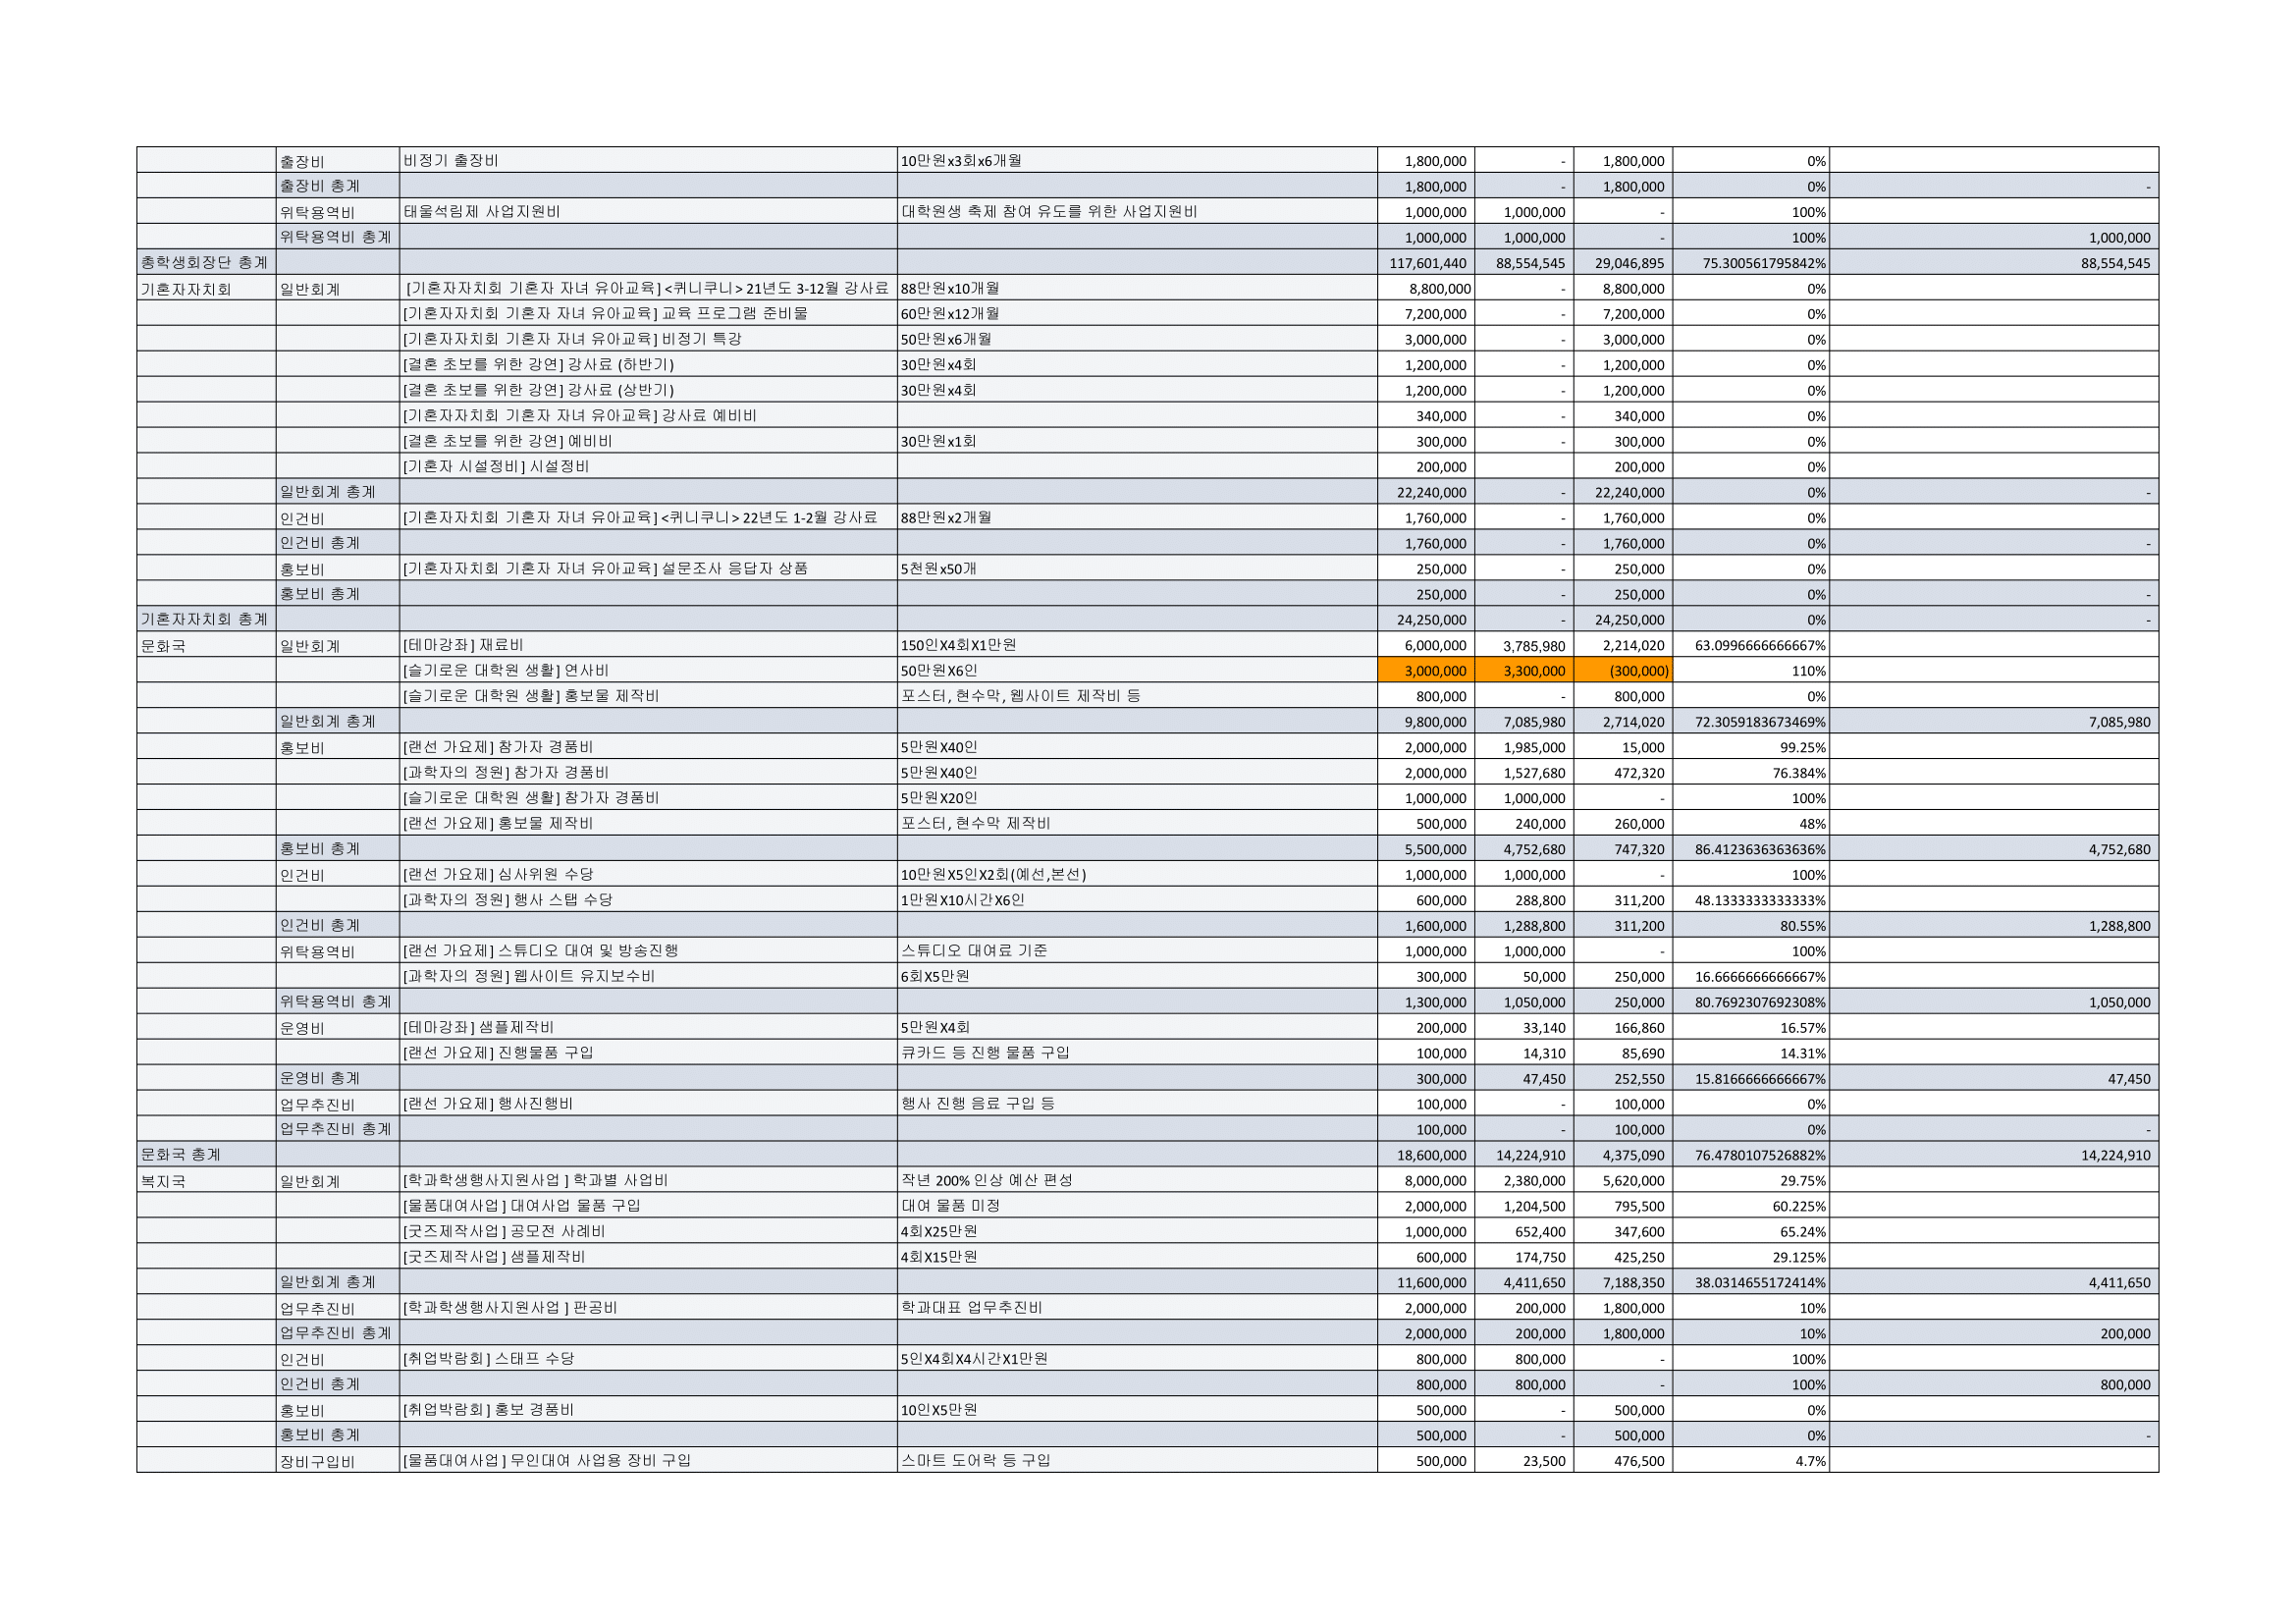 출장비 비정기 출장비 10만원x3회x6개월 1,800,000 - 1,800,000 0%
출장비 총계 1,800,000 - 1,800,000 0% -
위탁용역비 태울석림제 사업지원비 대학원생 축제 참여 유도를 위한 사업지원비 1,000,000 1,000,000 - 100%
위탁용역비 총계 1,000,000 1,000,000 - 100% 1,000,000
총학생회장단 총계 117,601,440 88,554,545 29,046,895 75.300561795842% 88,554,545
기혼자자치회 일반회계 [기혼자자치회 기혼자 자녀 유아교육] <퀴니쿠니> 21년도 3-12월 강사료 88만원x10개월 8,800,000 - 8,800,000 0%
[기혼자자치회 기혼자 자녀 유아교육] 교육 프로그램 준비물 60만원x12개월 7,200,000 - 7,200,000 0%
[기혼자자치회 기혼자 자녀 유아교육] 비정기 특강 50만원x6개월 3,000,000 - 3,000,000 0%
[결혼 초보를 위한 강연] 강사료 (하반기) 30만원x4회 1,200,000 - 1,200,000 0%
[결혼 초보를 위한 강연] 강사료 (상반기) 30만원x4회 1,200,000 - 1,200,000 0%
[기혼자자치회 기혼자 자녀 유아교육] 강사료 예비비 340,000 - 340,000 0%
[결혼 초보를 위한 강연] 예비비 30만원x1회 300,000 - 300,000 0%
[기혼자 시설정비] 시설정비 200,000 200,000 0%
일반회계 총계 22,240,000 - 22,240,000 0% -
인건비 [기혼자자치회 기혼자 자녀 유아교육] <퀴니쿠니> 22년도 1-2월 강사료 88만원x2개월 1,760,000 - 1,760,000 0%
인건비 총계 1,760,000 - 1,760,000 0% -
홍보비 [기혼자자치회 기혼자 자녀 유아교육] 설문조사 응답자 상품 5천원x50개 250,000 - 250,000 0%
홍보비 총계 250,000 - 250,000 0% -
기혼자자치회 총계 24,250,000 - 24,250,000 0% -
문화국 일반회계 [테마강좌] 재료비 150인X4회X1만원 6,000,000 3,785,980 2,214,020 63.0996666666667%
[슬기로운 대학원 생활] 연사비 50만원X6인 3,000,000 3,300,000 (300,000) 110%
[슬기로운 대학원 생활] 홍보물 제작비 포스터, 현수막, 웹사이트 제작비 등 800,000 - 800,000 0%
일반회계 총계 9,800,000 7,085,980 2,714,020 72.3059183673469% 7,085,980
홍보비 [랜선 가요제] 참가자 경품비 5만원X40인 2,000,000 1,985,000 15,000 99.25%
[과학자의 정원] 참가자 경품비 5만원X40인 2,000,000 1,527,680 472,320 76.384%
[슬기로운 대학원 생활] 참가자 경품비 5만원X20인 1,000,000 1,000,000 - 100%
[랜선 가요제] 홍보물 제작비 포스터, 현수막 제작비 500,000 240,000 260,000 48%
홍보비 총계 5,500,000 4,752,680 747,320 86.4123636363636% 4,752,680
인건비 [랜선 가요제] 심사위원 수당 10만원X5인X2회(예선,본선) 1,000,000 1,000,000 - 100%
[과학자의 정원] 행사 스탭 수당 1만원X10시간X6인 600,000 288,800 311,200 48.1333333333333%
인건비 총계 1,600,000 1,288,800 311,200 80.55% 1,288,800
위탁용역비 [랜선 가요제] 스튜디오 대여 및 방송진행 스튜디오 대여료 기준 1,000,000 1,000,000 - 100%
[과학자의 정원] 웹사이트 유지보수비 6회X5만원 300,000 50,000 250,000 16.6666666666667%
위탁용역비 총계 1,300,000 1,050,000 250,000 80.7692307692308% 1,050,000
운영비 [테마강좌] 샘플제작비 5만원X4회 200,000 33,140 166,860 16.57%
[랜선 가요제] 진행물품 구입 큐카드 등 진행 물품 구입 100,000 14,310 85,690 14.31%
운영비 총계 300,000 47,450 252,550 15.8166666666667% 47,450
업무추진비 [랜선 가요제] 행사진행비 행사 진행 음료 구입 등 100,000 - 100,000 0%
업무추진비 총계 100,000 - 100,000 0% -
문화국 총계 18,600,000 14,224,910 4,375,090 76.4780107526882% 14,224,910
복지국 일반회계 [학과학생행사지원사업 ] 학과별 사업비 작년 200% 인상 예산 편성 8,000,000 2,380,000 5,620,000 29.75%
[물품대여사업] 대여사업 물품 구입 대여 물품 미정 2,000,000 1,204,500 795,500 60.225%
[굿즈제작사업] 공모전 사례비 4회X25만원 1,000,000 652,400 347,600 65.24%
[굿즈제작사업] 샘플제작비 4회X15만원 600,000 174,750 425,250 29.125%
일반회계 총계 11,600,000 4,411,650 7,188,350 38.0314655172414% 4,411,650
업무추진비 [학과학생행사지원사업 ] 판공비 학과대표 업무추진비 2,000,000 200,000 1,800,000 10%
업무추진비 총계 2,000,000 200,000 1,800,000 10% 200,000
인건비 [취업박람회] 스태프 수당 5인X4회X4시간X1만원 800,000 800,000 - 100%
인건비 총계 800,000 800,000 - 100% 800,000
홍보비 [취업박람회] 홍보 경품비 10인X5만원 500,000 - 500,000 0%
홍보비 총계 500,000 - 500,000 0% -
장비구입비 [물품대여사업] 무인대여 사업용 장비 구입 스마트 도어락 등 구입 500,000 23,500 476,500 4.7%